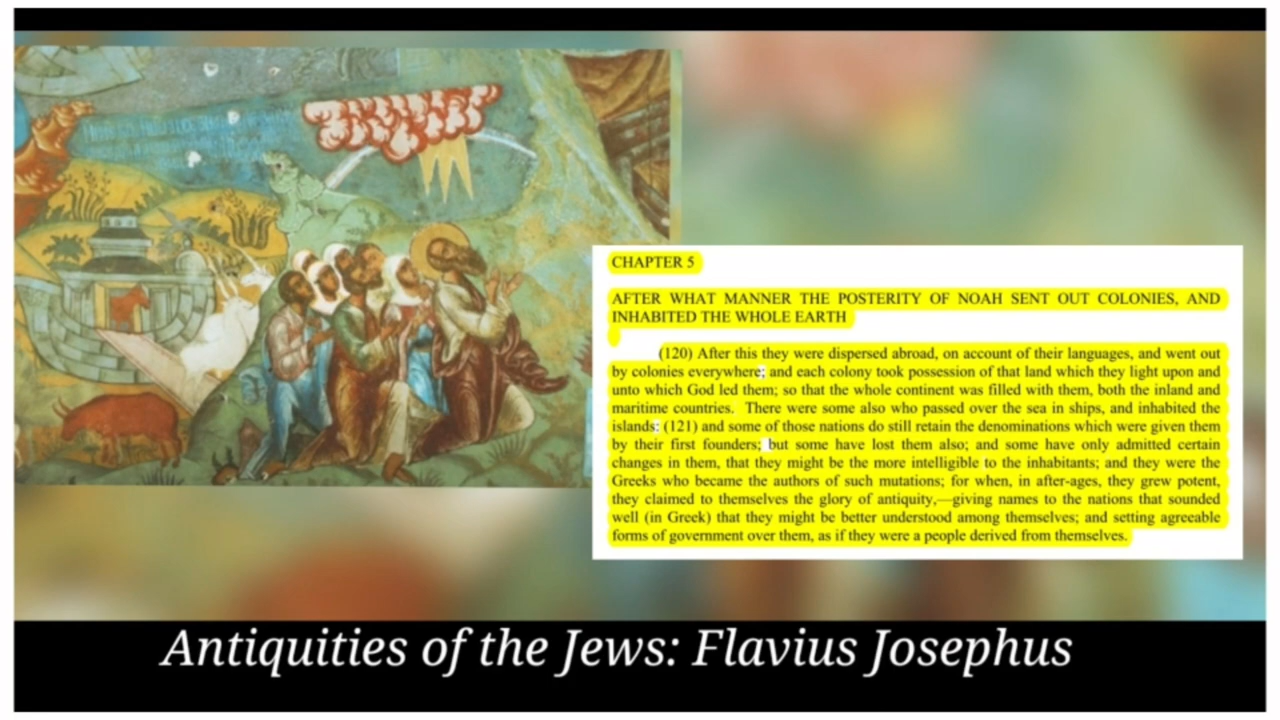 CHAPTER 5
AFTER WHAT MANNER THE POSTERITY OF NOAH SENT OUT COLONIES, AND
INHABITED THE WHOLE EARTH
(120) After this they were dispersed abroad, on account of their languages, and went out
by colonies everywhere; and each colony took possession of that land which they light upon and
unto which God led them; so that the whole continent was filled with them, both the inland and
maritime countries. There were some also who passed over the sea in ships, and inhabited the
islands: (121) and some of those nations do still retain the denominations which were given them
by their first founders; but some have lost them also; and some have only admitted certain
changes in them, that they might be the more intelligible to the inhabitants; and they were the
Greeks who became the authors of such mutations; for when, in after-ages, they grew potent,
they claimed to themselves the glory of antiquity,—giving names to the nations that sounded
well (in Greek) that they might be better understood among themselves; and setting agreeable
forms of government over them, as if they were a people derived from themselves.
Antiquities of the Jews: Flavius Josephus